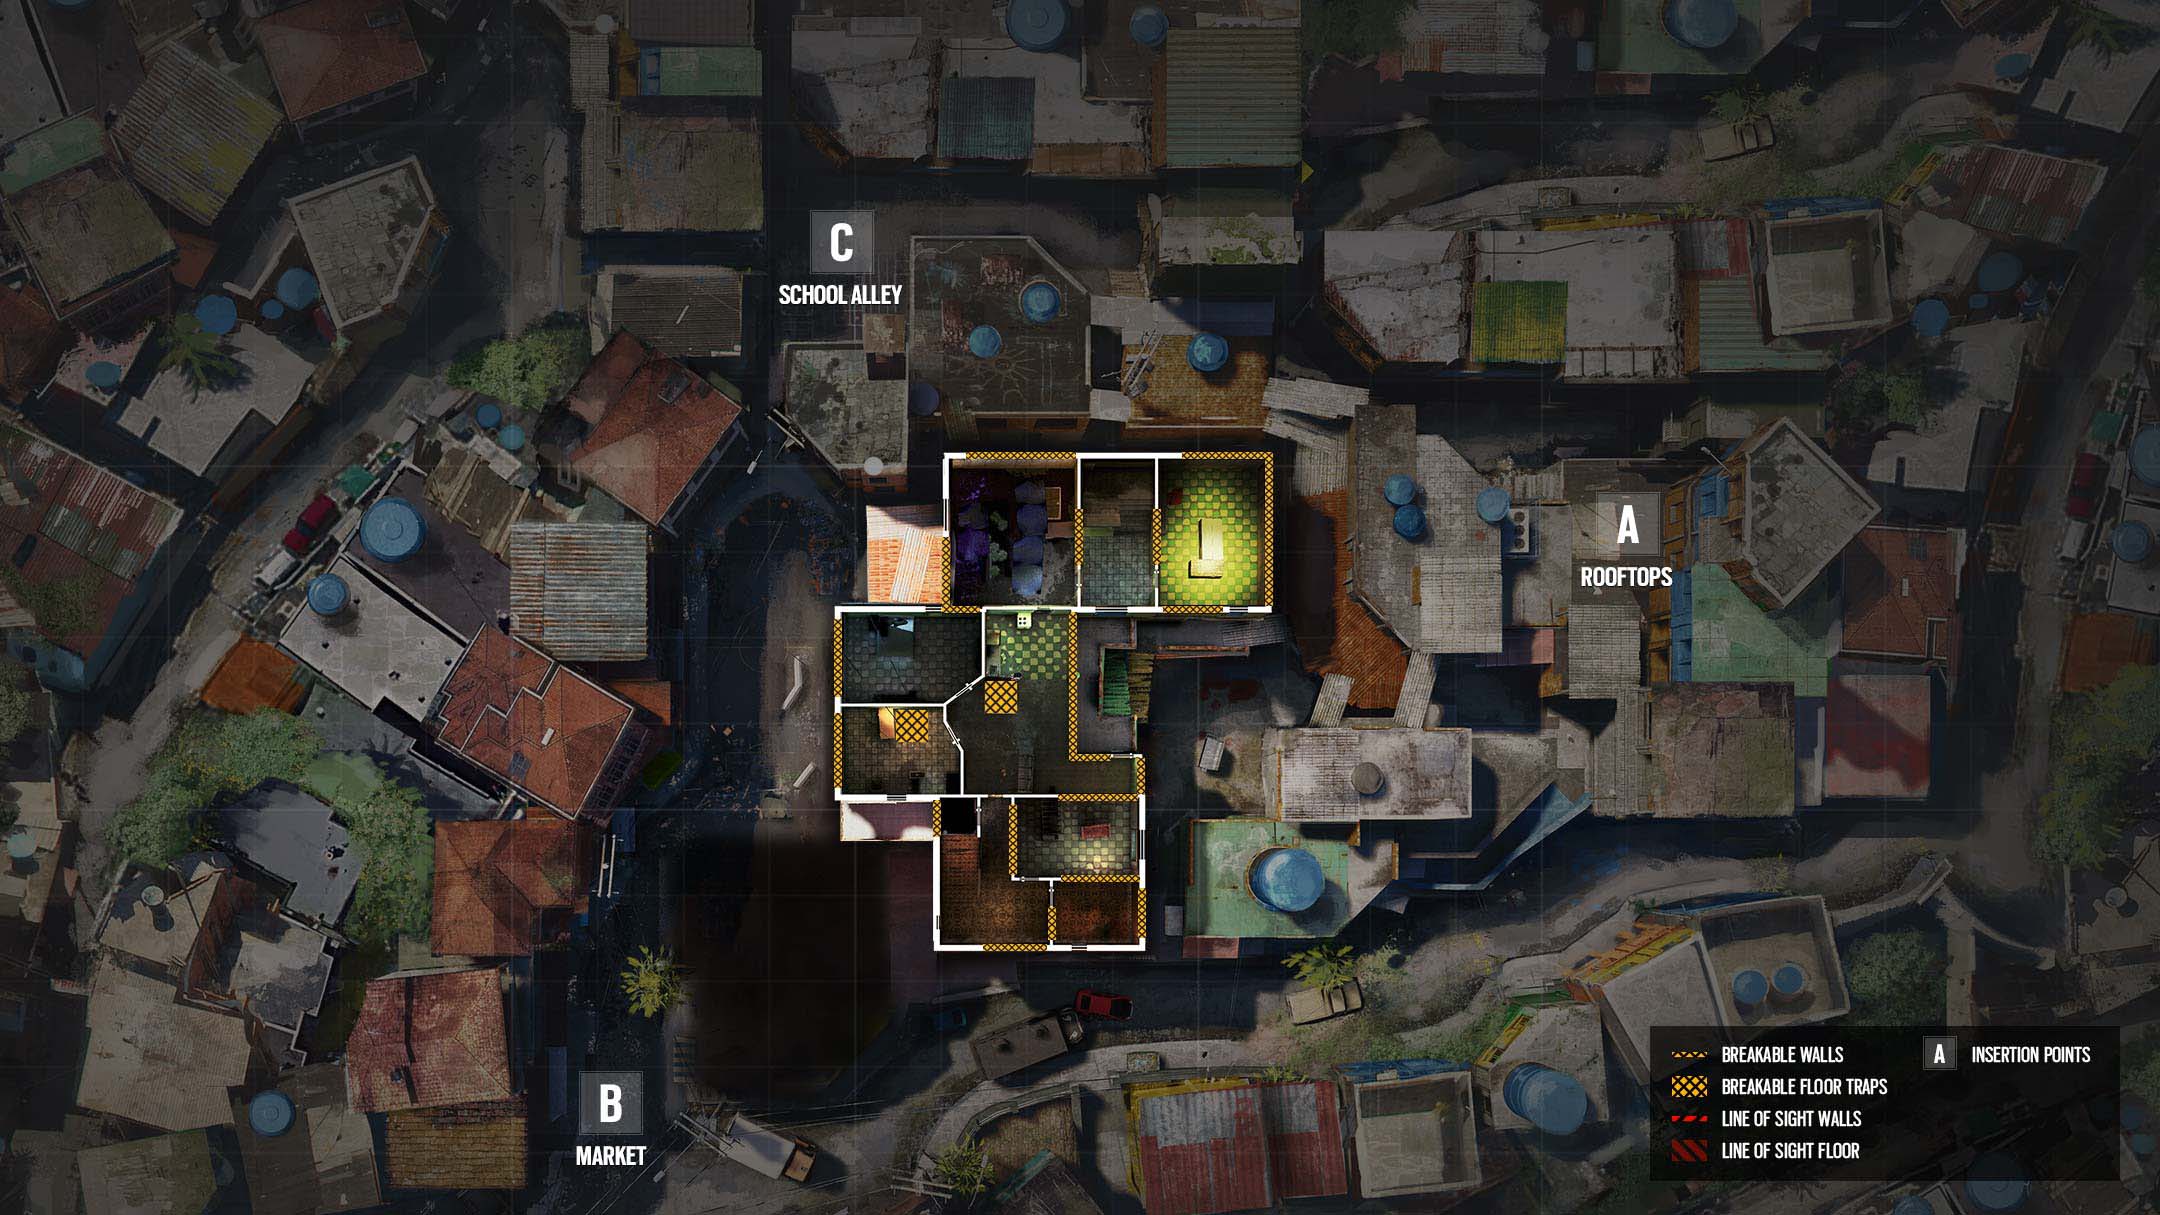 C
SCHOOL ALLEY
A
ROOFTOPS
B
MARKET
BREAKABLE WALLS
A INSERTION POINTS
BREAKABLE FLOOR TRAPS
LINE OF SIGHT WALLS
LINE OF SIGHT FLOOR